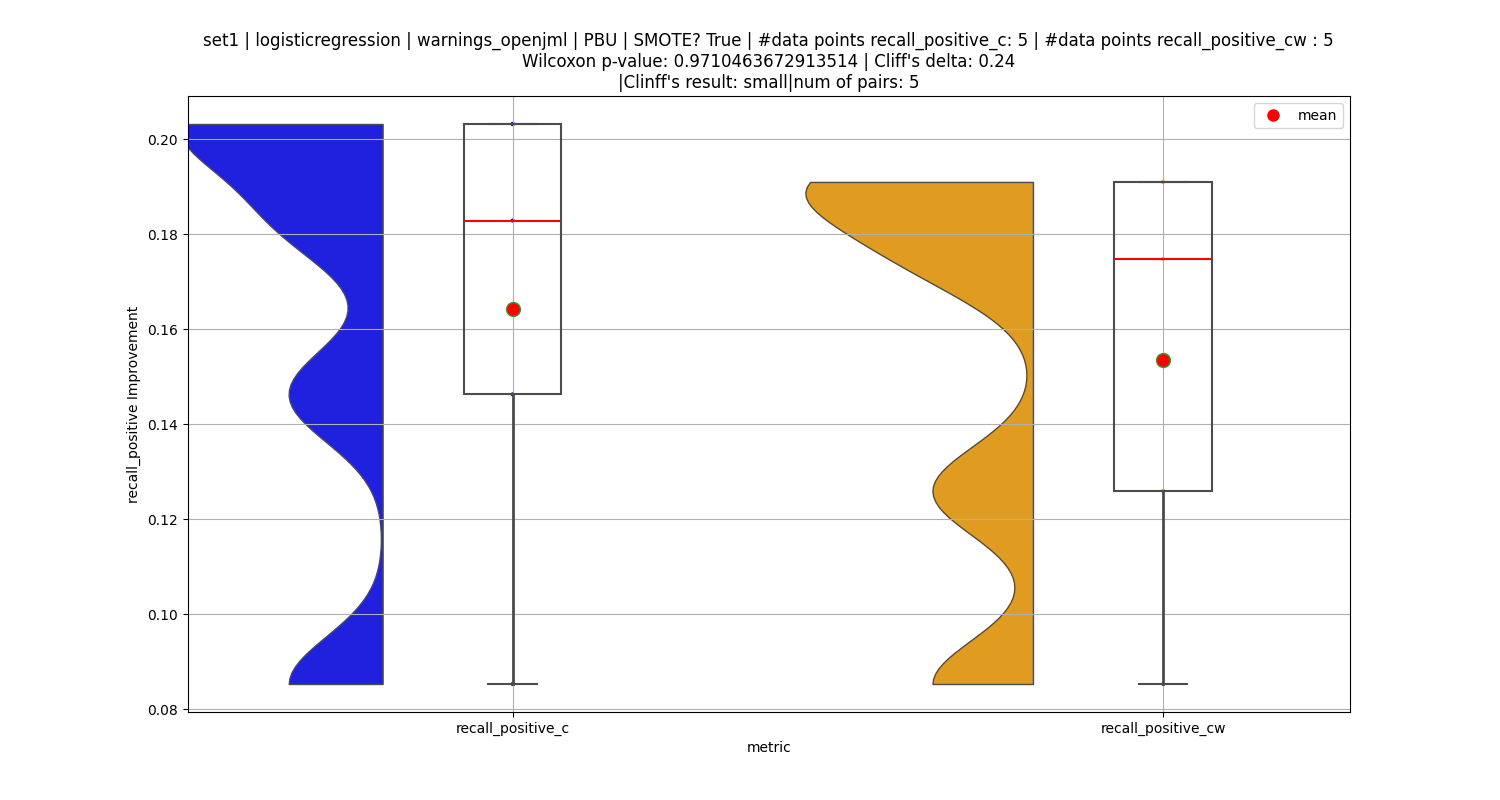 set1 | logisticregression | warnings_openjml | PBU | SMOTE? True | #data points recall_positive_c: 5 | #data points recall_positive_cw : 5
Wilcoxon p-value: 0.9710463672913514 | Cliff's delta: 0.24
|Clinff's result: small|num of pairs: 5
mean
0.20
0.18
0.16
0.14
0.12
0.10
0.08
recall_positive Improvement
recall_positive_c
recall_positive_cw
metric